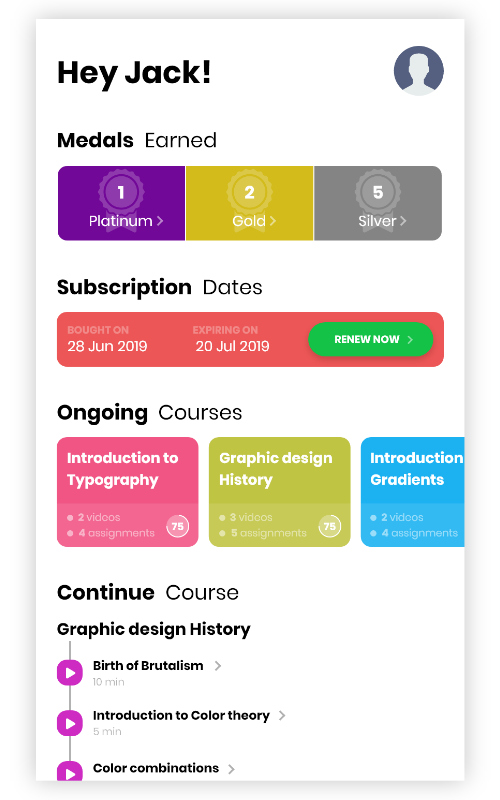 Hey Jack!
Medals Earned
1 2 5
Platinum Gold Silver
Subscription Dates
BOUGHT ON EXPIRING ON
28 Jun 2019 20 Jul 2019 RENEW NOW
Ongoing Courses
Introduction to
Typography
2 videos
4 assignments
75
Graphic design
History
3 videos
5 assignments
75
Introduction
Gradients
2 videos
4 assignments
Continue Course
Graphic design History
Birth of Brutalism
10 min
Introduction to Color theory
5 min
Color combinations